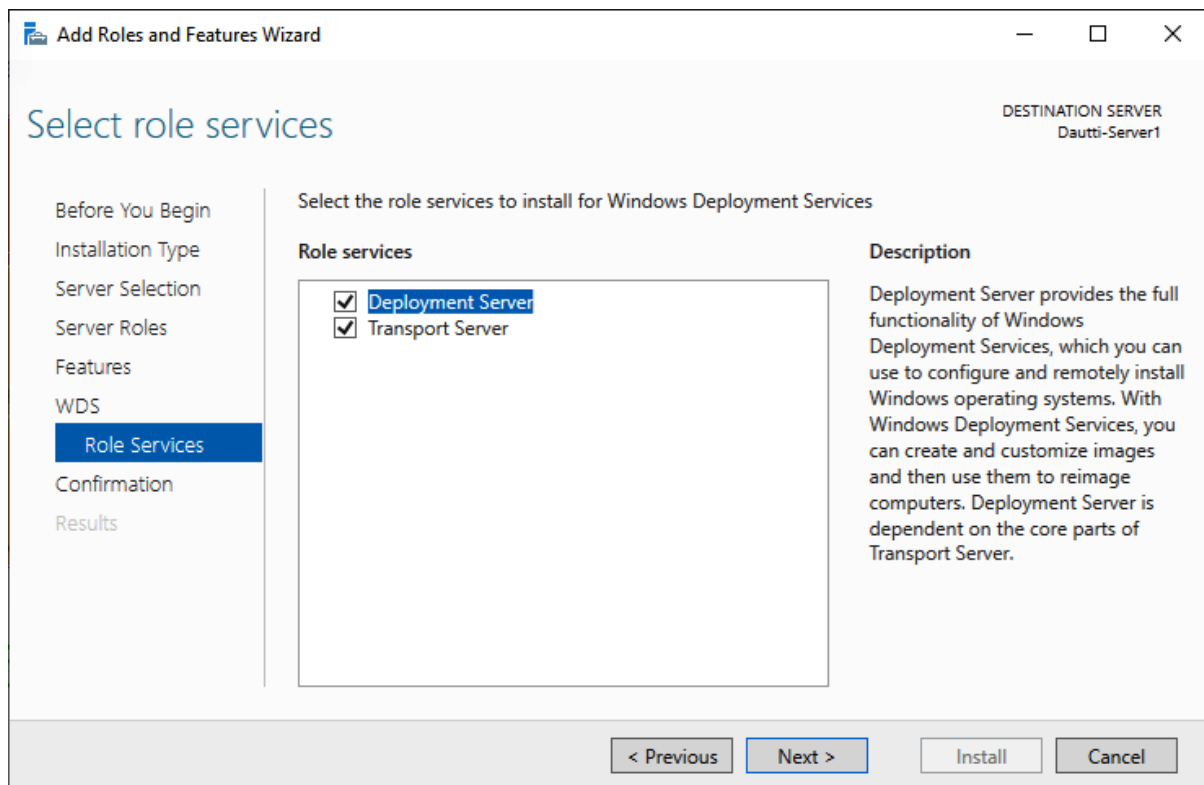 Add Roles and Features Wizard
Select role services
DESTINATION SERVER
Dautti-Server1
Before You Begin
Installation Type
Server Selection
Server Roles
Features
WDS
Role Services
Confirmation
Results
Select the role services to install for Windows Deployment Services
Role services
Deployment Server
Transport Server
Description
Deployment Server provides the full
functionality of Windows
Deployment Services, which you can
use to configure and remotely install
Windows operating systems. With
Windows Deployment Services, you
can create and customize images
and then use them to reimage
computers. Deployment Server is
dependent on the core parts of
Transport Server.
< Previous
Next >
Install
Cancel